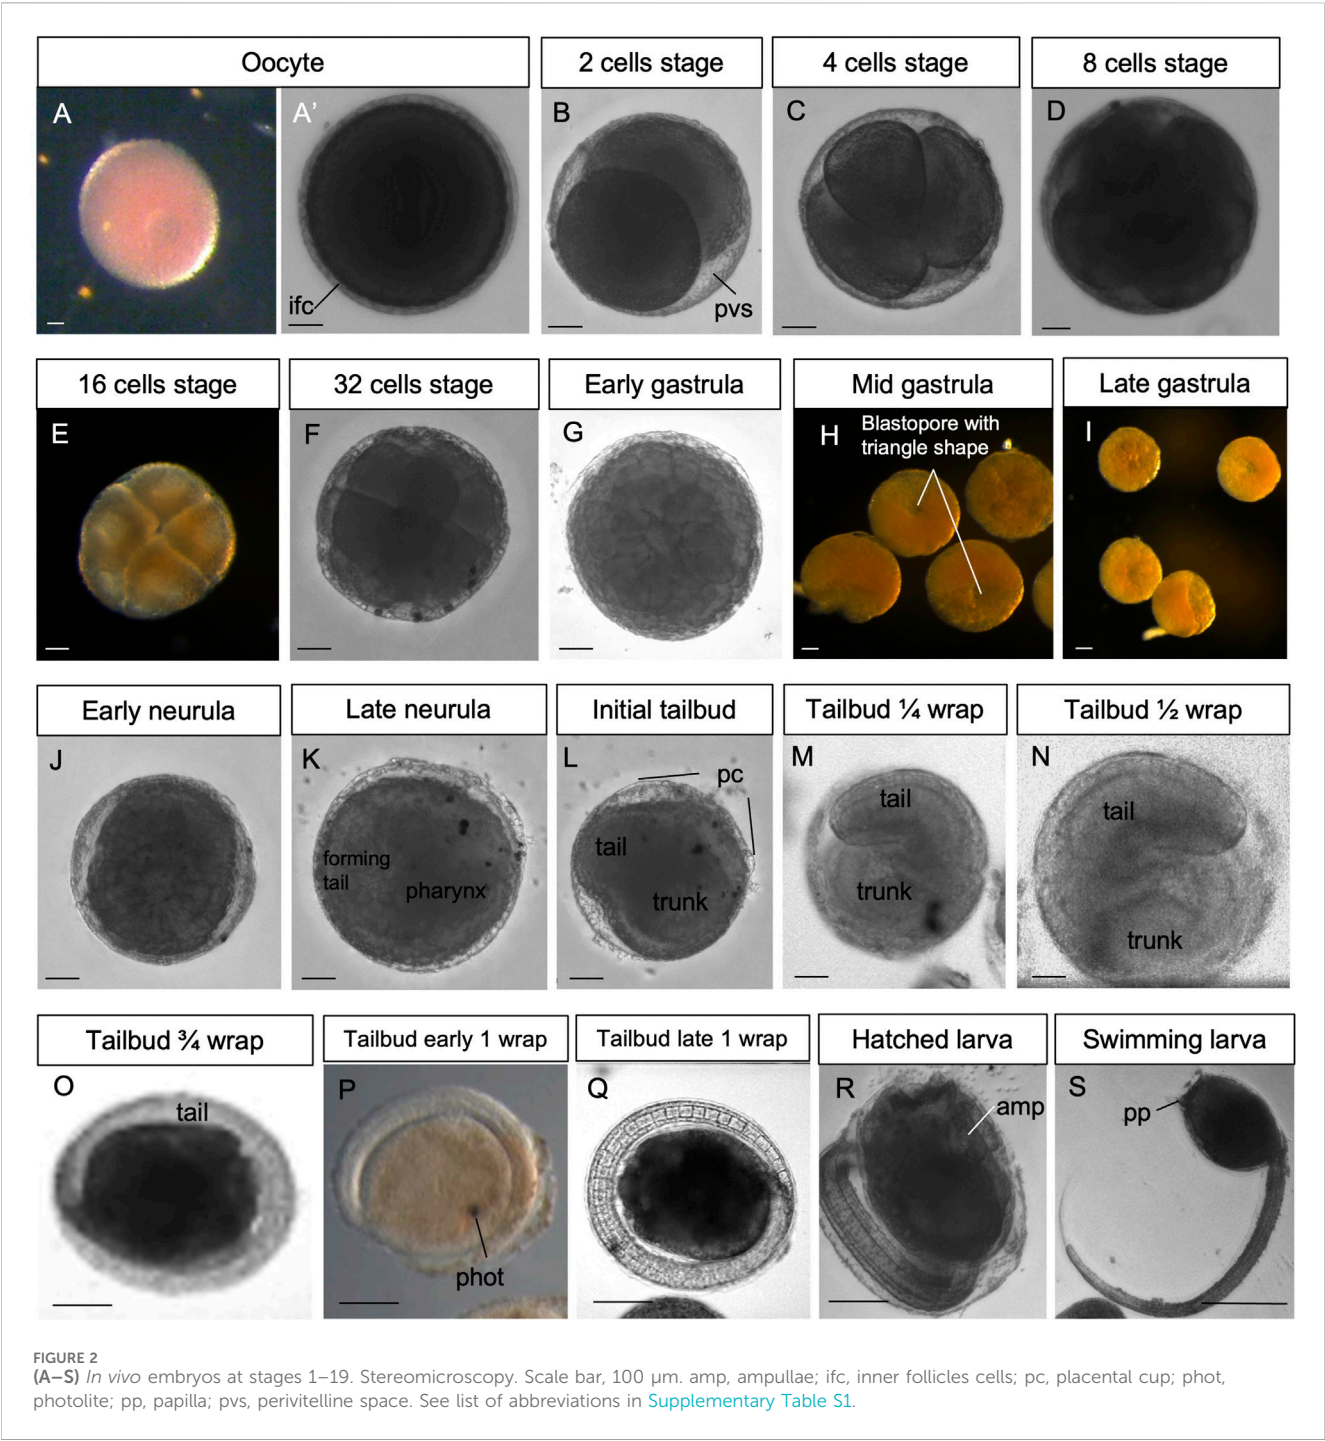 Oocyte
2 cells stage
4 cells stage
8 cells stage
A
A’
ifc
B
pvs
C
D
16 cells stage
32 cells stage
Early gastrula
Mid gastrula
Late gastrula
E
F
G
H
Blastopore with
triangle shape
I
Early neurula
Late neurula
Initial tailbud
Tailbud ¼ wrap
Tailbud ½ wrap
J
K
forming
tail
pharynx
L
pc
tail
trunk
M
tail
trunk
N
tail
trunk
Tailbud ¾ wrap
Tailbud early 1 wrap
Tailbud late 1 wrap
Hatched larva
Swimming larva
O
tail
P
phot
Q
R
amp
S
pp
FIGURE 2
(A–S) In vivo embryos at stages 1–19. Stereomicroscopy. Scale bar, 100 µm. amp, ampullae; ifc, inner follicles cells; pc, placental cup; phot,
photolite; pp, papilla; pvs, perivitelline space. See list of abbreviations in Supplementary Table S1.